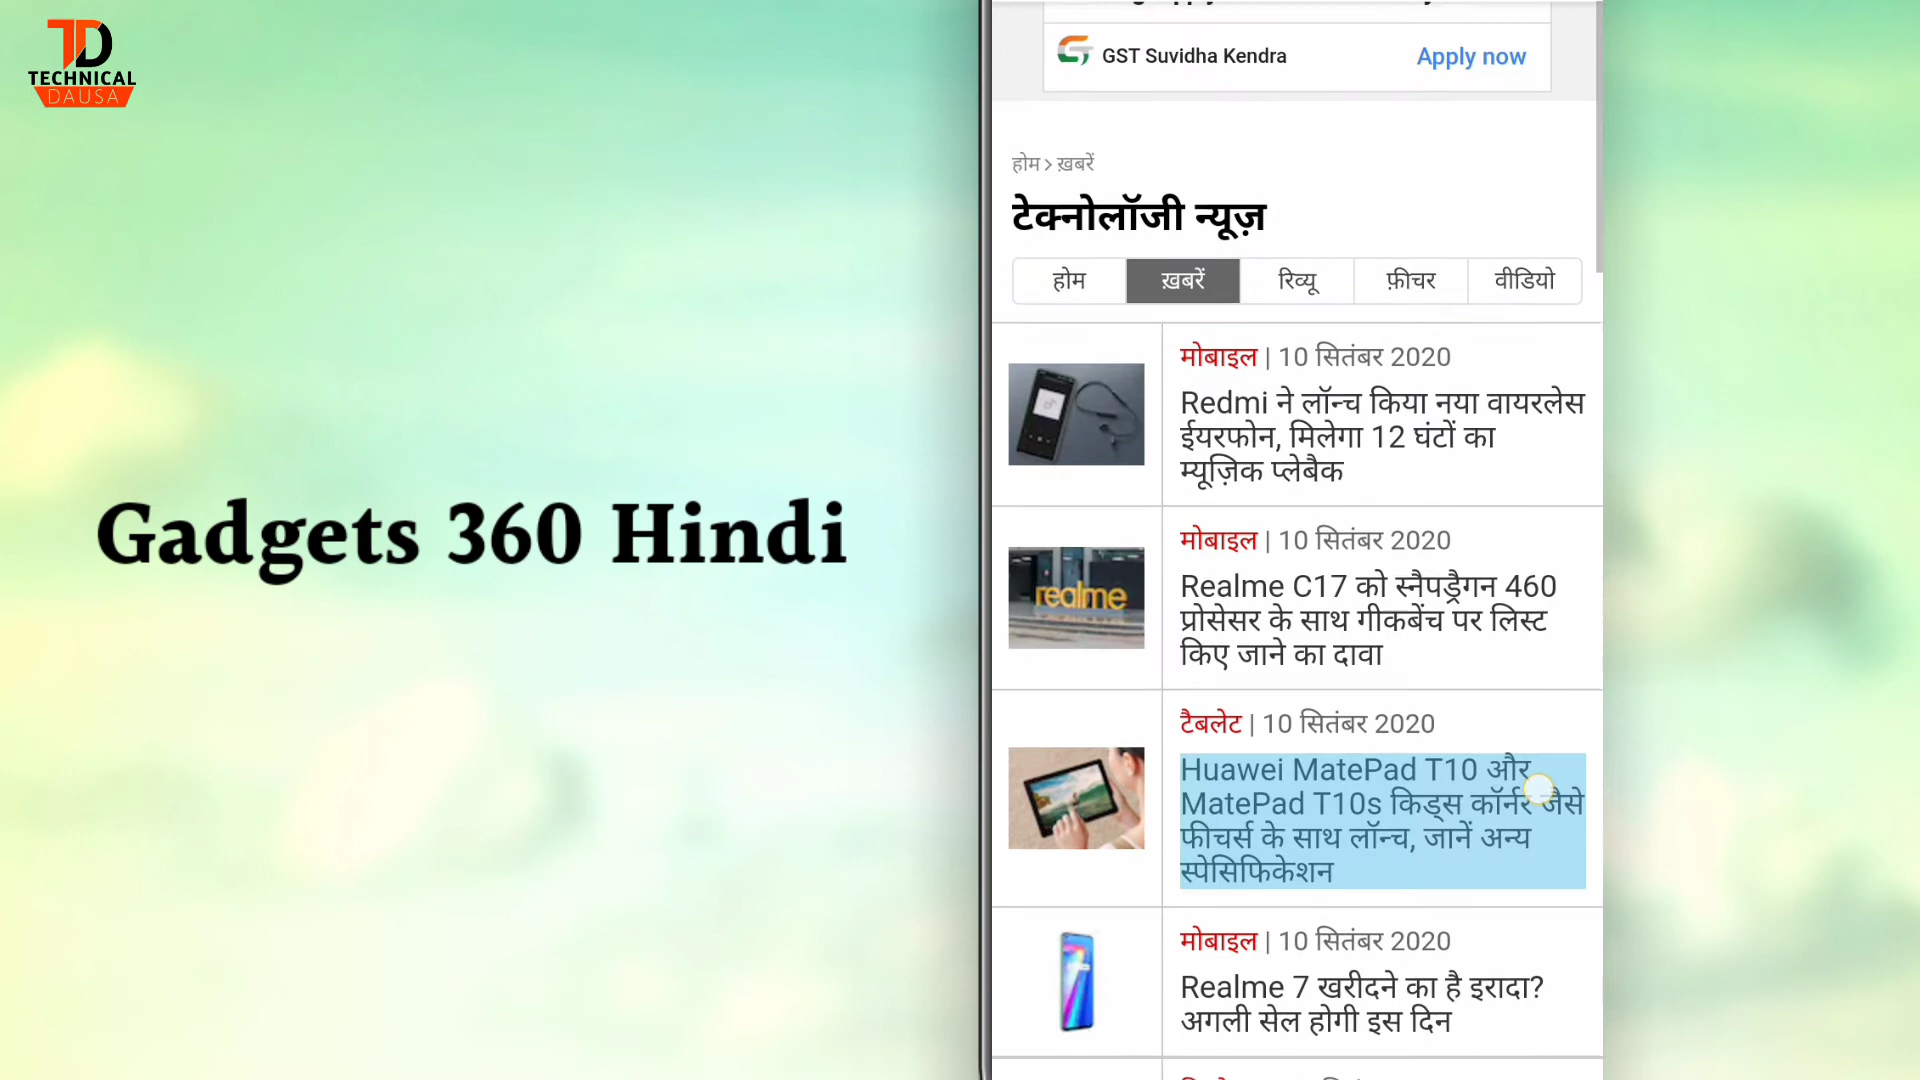 TD
TECHNICAL
DAUSA
Gadgets 360 Hindi
GST Suvidha Kendra
Apply now
होम > ख़बरें
टेक्नोलॉजी न्यूज़
होम
ख़बरें
रिव्यू
फ़ीचर
वीडियो
मोबाइल | 10 सितंबर 2020
Redmi ने लॉन्च किया नया वायरलेस
ईयरफोन, मिलेगा 12 घंटों का
म्यूज़िक प्लेबैक
realme
मोबाइल | 10 सितंबर 2020
Realme C17 को स्नैपड्रैगन 460
प्रोसेसर के साथ गीकबेंच पर लिस्ट
किए जाने का दावा
टैबलेट | 10 सितंबर 2020
Huawei MatePad T10 और
MatePad T10s किड्स कॉर्नर जैसे
फीचर्स के साथ लॉन्च, जानें अन्य
स्पेसिफिकेशन
मोबाइल | 10 सितंबर 2020
Realme 7 खरीदने का है इरादा?
अगली सेल होगी इस दिन